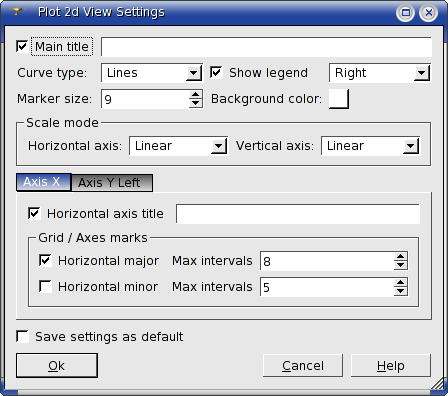 Plot 2d View Settings
Main title
Curve type: Lines Show legend Right
Marker size: 9 Background color:
Scale mode
Horizontal axis: Linear Vertical axis: Linear
Axis X Axis Y Left
Horizontal axis title
Grid / Axes marks
Horizontal major Max intervals 8
Horizontal minor Max intervals 5
Save settings as default
Ok Cancel Help